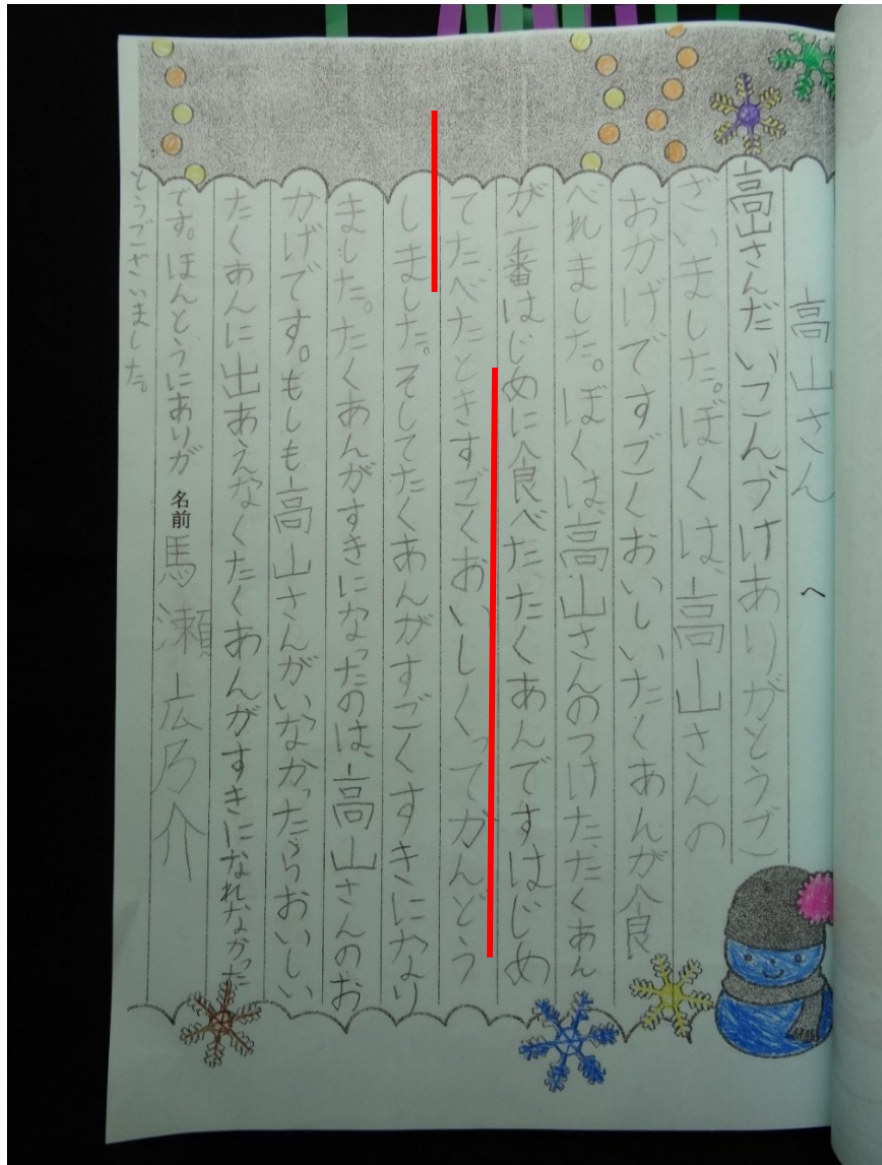 高山さんへ
高山さんだいこんづけありがとうご
ざいました。ぼくは、高山さんの
おかげですごくおいしいたくあんが食
べれました。ぼくは、高山さんのつけた、たくあん
が一番はじめに食べた、たくあんですはじめ
てたべたときすごくおいしくってかんどう
しました。そしてたくあんがすごくすきになり
ました。たくあんがすきになったのは、高山さんのお
かげです。もしも高山さんがいなかったらおいしい
たくあんに出あえなくたくあんがすきになれなかった
です。ほんとうにありが
とうございました。
名前 馬瀬広乃介